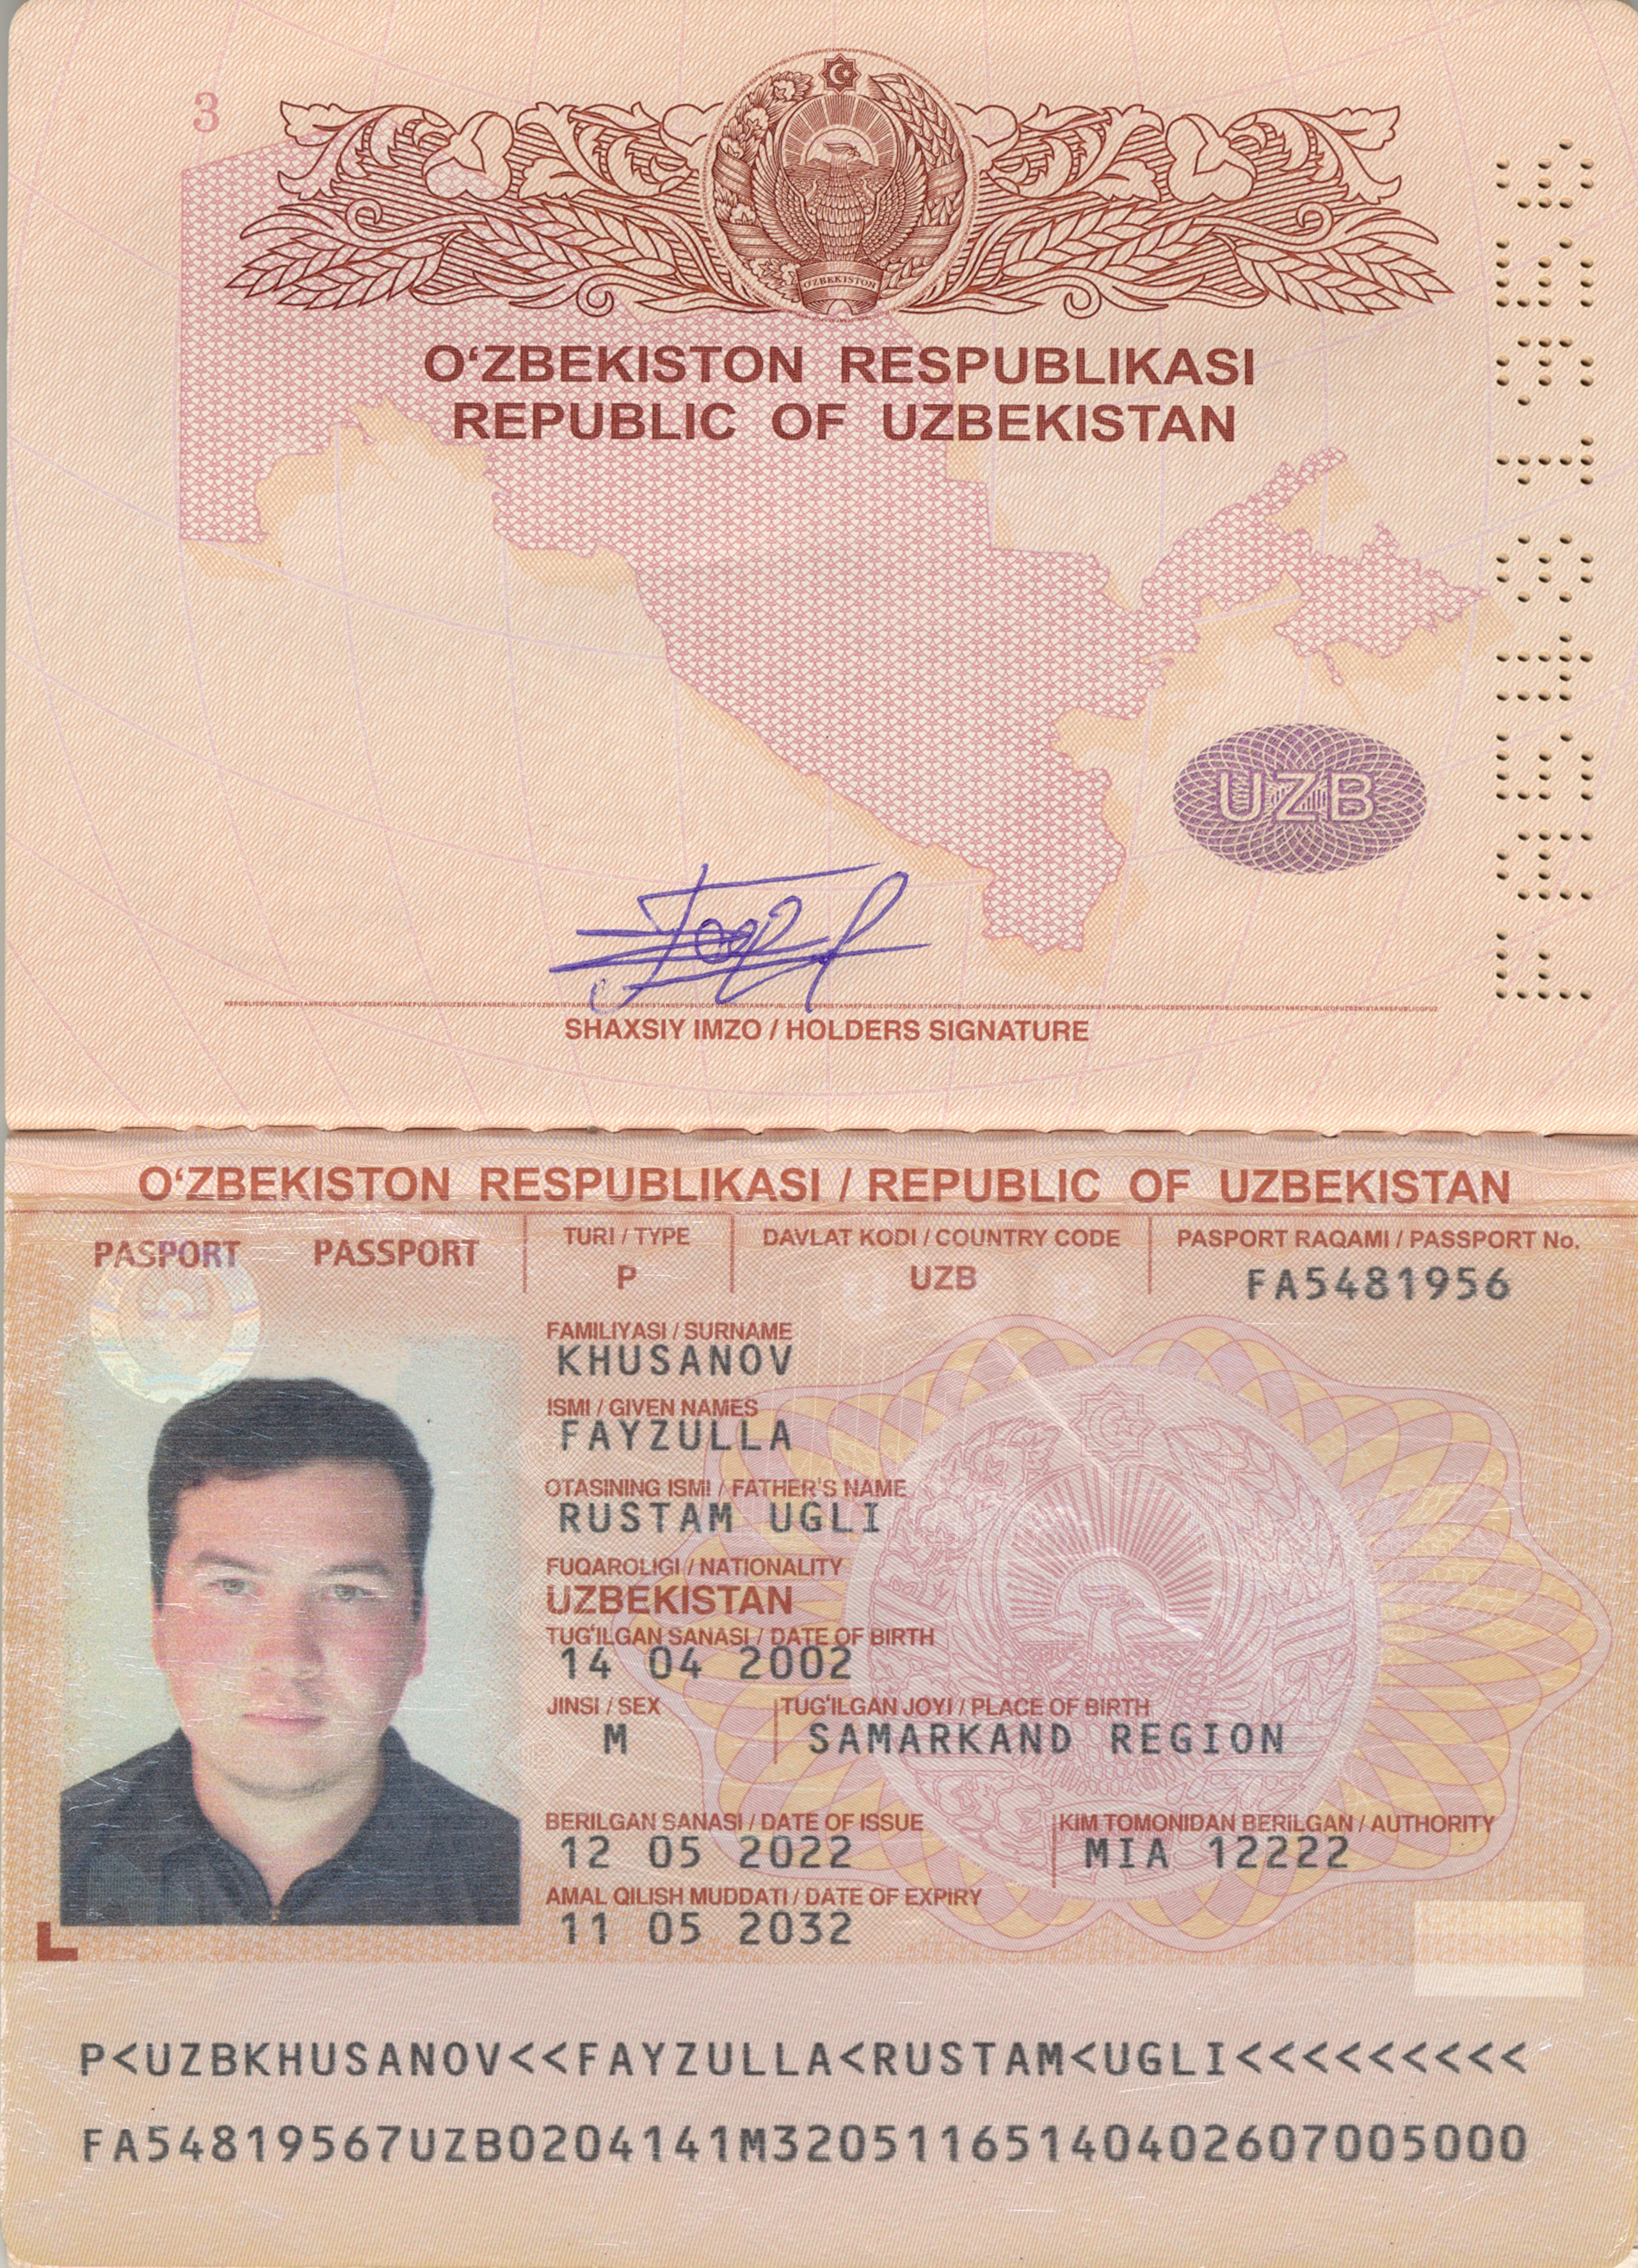 3
O'ZBEKISTON
O‘ZBEKISTON RESPUBLIKASI
REPUBLIC OF UZBEKISTAN
FA5481956
UZB
SHAXSIY IMZO / HOLDERS SIGNATURE
O‘ZBEKISTON RESPUBLIKASI / REPUBLIC OF UZBEKISTAN
PASPORT PASSPORT
TURI / TYPE
P
DAVLAT KODI / COUNTRY CODE
UZB
PASPORT RAQAMI / PASSPORT No.
FA5481956
FAMILIYASI / SURNAME
KHUSANOV
ISMI / GIVEN NAMES
FAYZULLA
OTASINING ISMI / FATHER'S NAME
RUSTAM UGLI
FUQAROLIGI / NATIONALITY
UZBEKISTAN
TUG‘ILGAN SANASI / DATE OF BIRTH
14 04 2002
JINSI / SEX
M
TUG‘ILGAN JOYI / PLACE OF BIRTH
SAMARKAND REGION
BERILGAN SANASI / DATE OF ISSUE
12 05 2022
KIM TOMONIDAN BERILGAN / AUTHORITY
MIA 12222
AMAL QILISH MUDDATI / DATE OF EXPIRY
11 05 2032
P<UZBKHUSANOV<<FAYZULLA<RUSTAM<UGLI<<<<<<<<<
FA54819567UZB0204141M32051165140402607005000